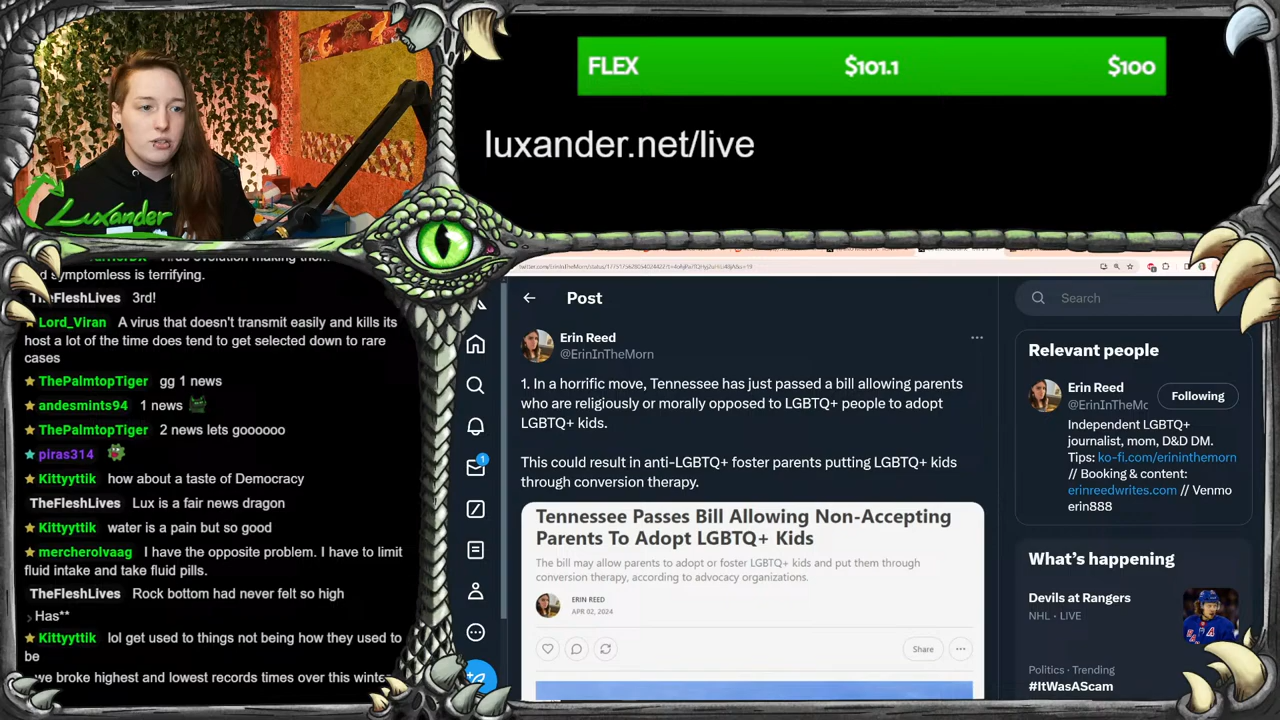 FLEX $101.1 $100
luxander.net/live
Luxander
d symptomless is terrifying.
TheFleshLives 3rd!
Lord_Viran A virus that doesn't transmit easily and kills its
host a lot of the time does tend to get selected down to rare
cases
ThePalmtopTiger gg 1 news
andesmints94 1 news
ThePalmtopTiger 2 news lets goooooo
piras314
Kittyyttik how about a taste of Democracy
TheFleshLives Lux is a fair news dragon
Kittyyttik water is a pain but so good
mercherolvaag I have the opposite problem. I have to limit
fluid intake and take fluid pills.
TheFleshLives Rock bottom had never felt so high
Has**
Kittyyttik lol get used to things not being how they used to
be
we broke highest and lowest records times over this winte
Post
Erin Reed
@ErinInTheMorn
1. In a horrific move, Tennessee has just passed a bill allowing parents
who are religiously or morally opposed to LGBTQ+ people to adopt
LGBTQ+ kids.
This could result in anti-LGBTQ+ foster parents putting LGBTQ+ kids
through conversion therapy.
Tennessee Passes Bill Allowing Non-Accepting
Parents To Adopt LGBTQ+ Kids
The bill may allow parents to adopt or foster LGBTQ+ kids and put them through
conversion therapy, according to advocacy organizations.
ERIN REED
APR 02, 2024
Share
1
Search
Relevant people
Erin Reed
@ErinInTheMc
Following
Independent LGBTQ+
journalist, mom, D&D DM.
Tips: ko-fi.com/erininthemorn
// Booking & content:
erinreedwrites.com // Venmo
erin888
What's happening
Devils at Rangers
NHL · LIVE
Politics · Trending
#ItWasAScam